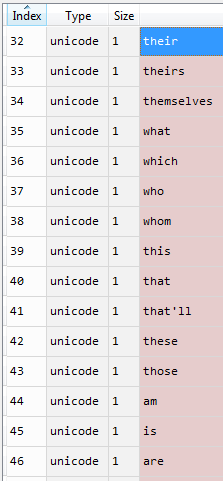 Index Type Size
32 unicode 1 their
33 unicode 1 theirs
34 unicode 1 themselves
35 unicode 1 what
36 unicode 1 which
37 unicode 1 who
38 unicode 1 whom
39 unicode 1 this
40 unicode 1 that
41 unicode 1 that'll
42 unicode 1 these
43 unicode 1 those
44 unicode 1 am
45 unicode 1 is
46 unicode 1 are